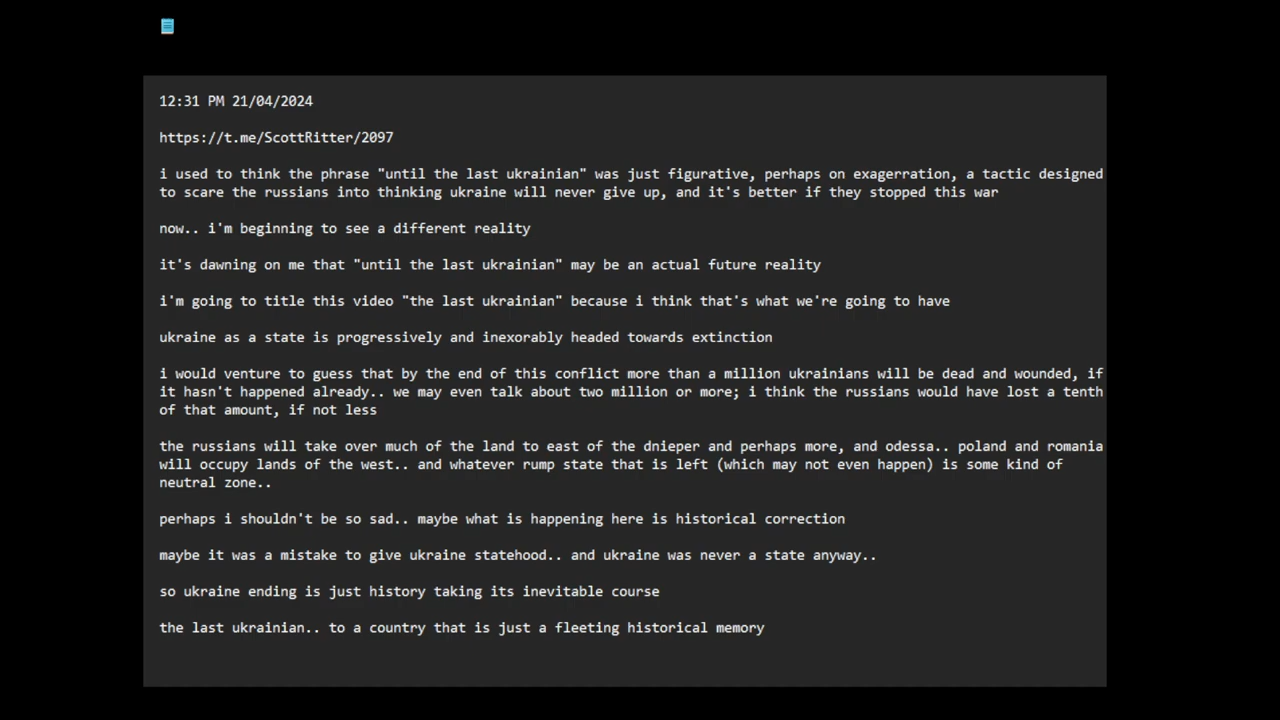 12:31 PM 21/04/2024
https://t.me/ScottRitter/2097
i used to think the phrase "until the last ukrainian" was just figurative, perhaps on exagerration, a tactic designed
to scare the russians into thinking ukraine will never give up, and it's better if they stopped this war
now.. i'm beginning to see a different reality
it's dawning on me that "until the last ukrainian" may be an actual future reality
i'm going to title this video "the last ukrainian" because i think that's what we're going to have
ukraine as a state is progressively and inexorably headed towards extinction
i would venture to guess that by the end of this conflict more than a million ukrainians will be dead and wounded, if
it hasn't happened already.. we may even talk about two million or more; i think the russians would have lost a tenth
of that amount, if not less
the russians will take over much of the land to east of the dnieper and perhaps more, and odessa.. poland and romania
will occupy lands of the west.. and whatever rump state that is left (which may not even happen) is some kind of
neutral zone..
perhaps i shouldn't be so sad.. maybe what is happening here is historical correction
maybe it was a mistake to give ukraine statehood.. and ukraine was never a state anyway..
so ukraine ending is just history taking its inevitable course
the last ukrainian.. to a country that is just a fleeting historical memory